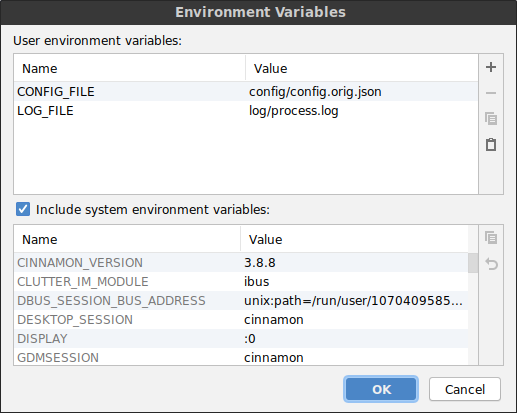 Environment Variables
User environment variables:
Name Value
CONFIG_FILE config/config.orig.json
LOG_FILE log/process.log
Include system environment variables:
Name Value
CINNAMON_VERSION 3.8.8
CLUTTER_IM_MODULE ibus
DBUS_SESSION_BUS_ADDRESS unix:path=/run/user/1070409585...
DESKTOP_SESSION cinnamon
DISPLAY :0
GDMSESSION cinnamon
OK Cancel